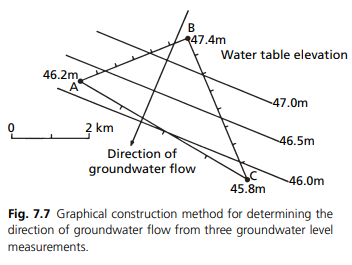 B
47.4m
Water table elevation
46.2m
A
47.0m
0
2 km
46.5m
Direction of
groundwater flow
C
46.0m
45.8m
Fig. 7.7 Graphical construction method for determining the
direction of groundwater flow from three groundwater level
measurements.